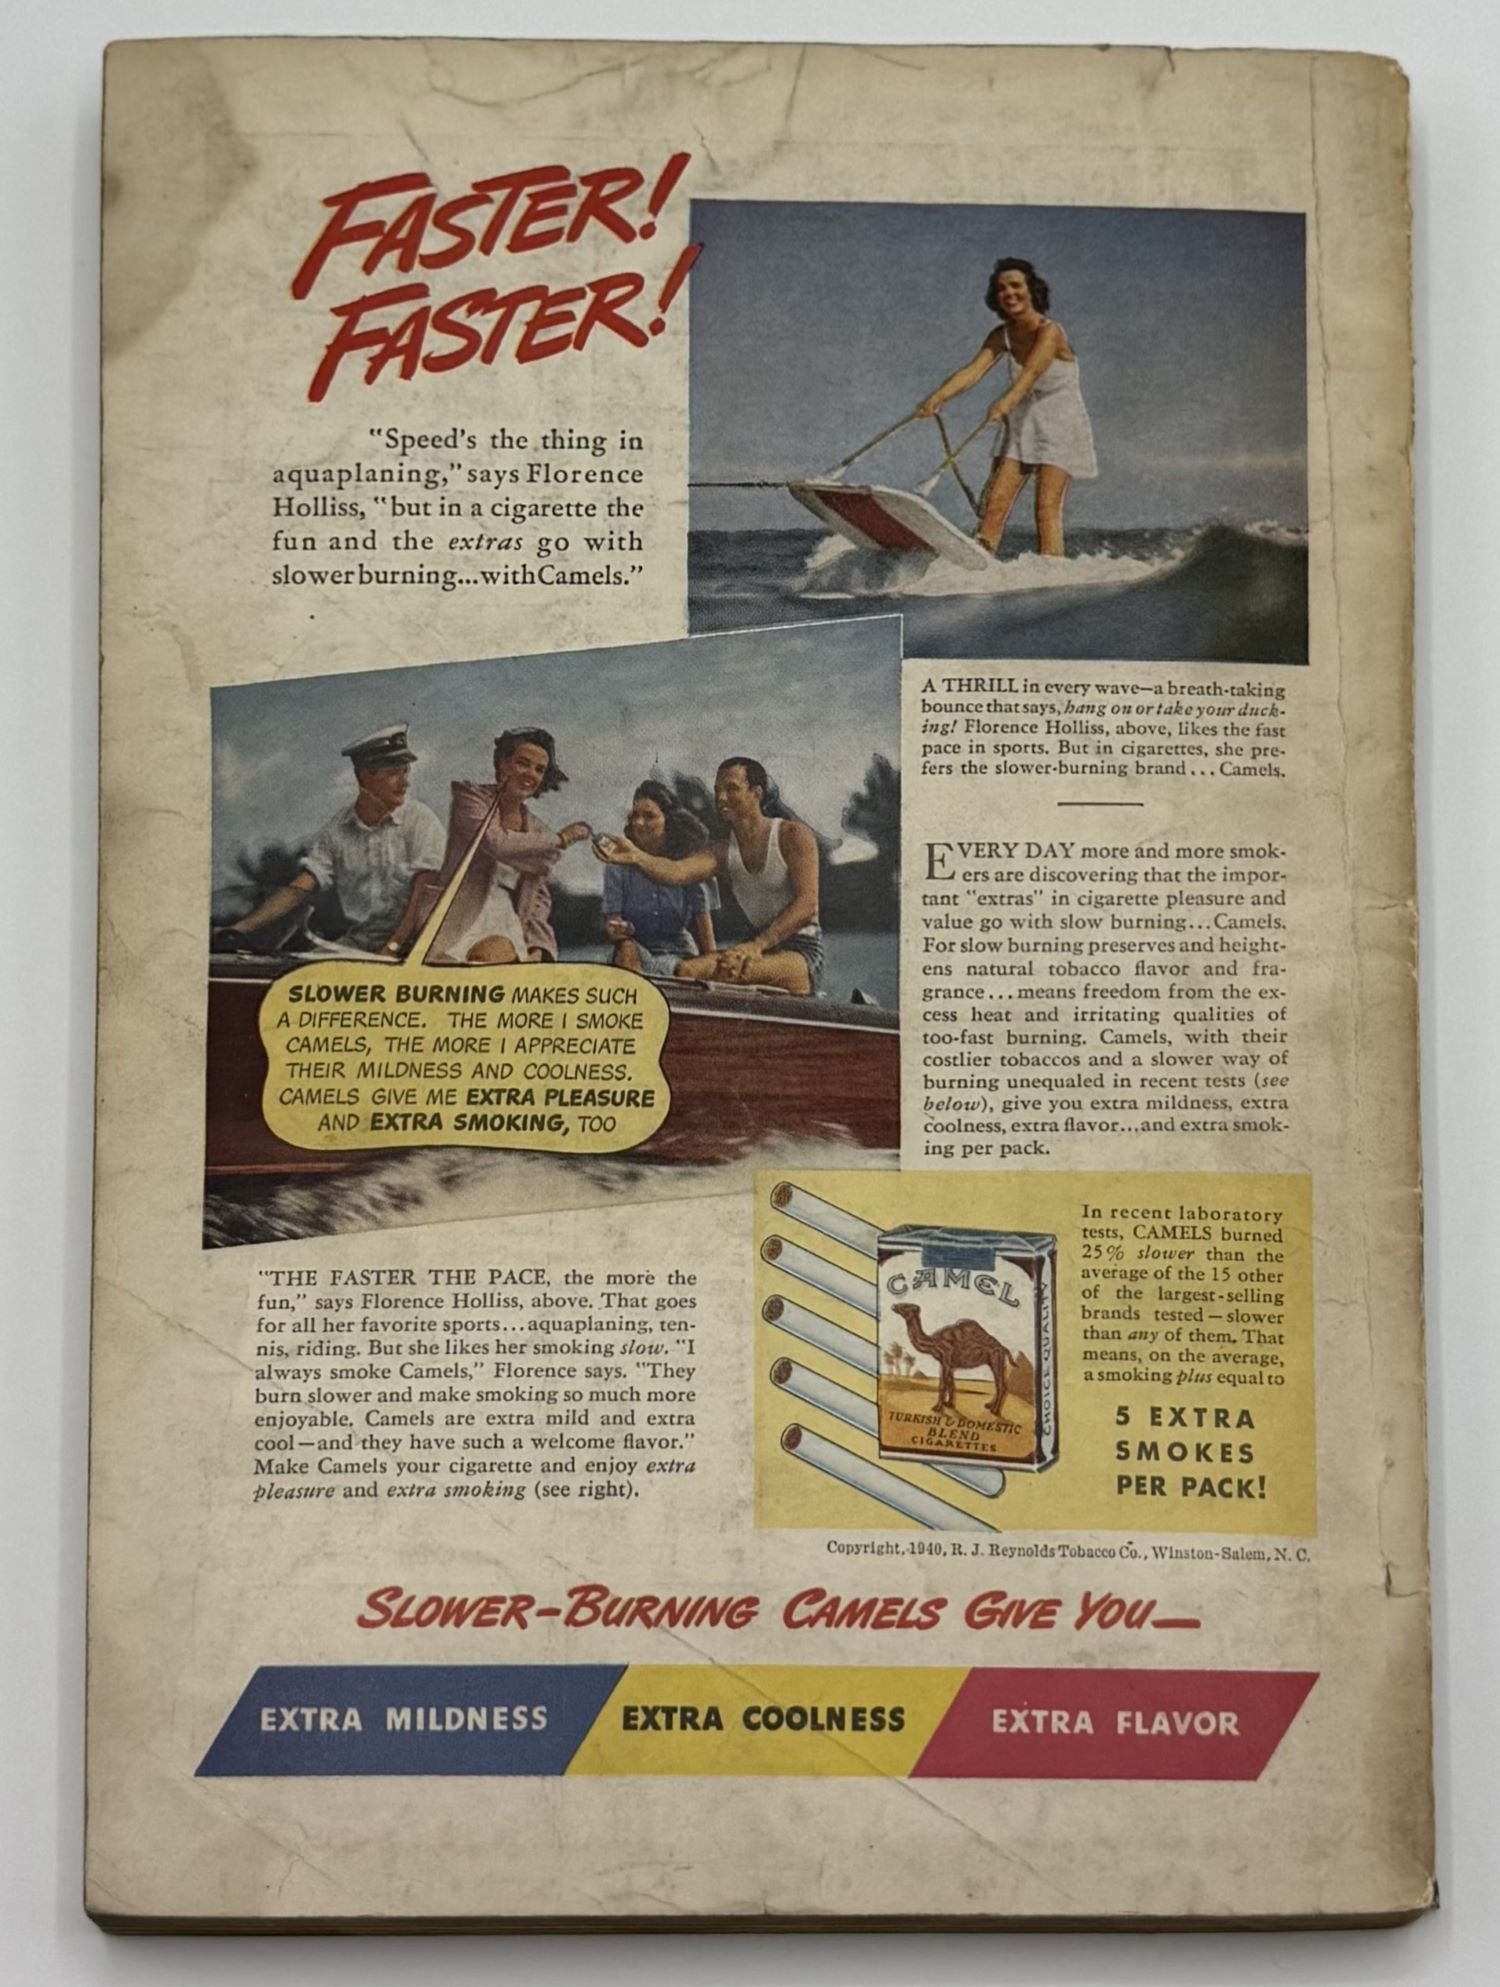 FASTER!
FASTER!
"Speed's the thing in
aquaplaning," says Florence
Holliss, "but in a cigarette the
fun and the extras go with
slower burning...with Camels."
A THRILL in every wave—a breath-taking
bounce that says, hang on or take your duck-
ing! Florence Holliss, above, likes the fast
pace in sports. But in cigarettes, she pre-
fers the slower-burning brand... Camels.
SLOWER BURNING MAKES SUCH
A DIFFERENCE. THE MORE I SMOKE
CAMELS, THE MORE I APPRECIATE
THEIR MILDNESS AND COOLNESS.
CAMELS GIVE ME EXTRA PLEASURE
AND EXTRA SMOKING, TOO
EVERY DAY more and more smok-
ers are discovering that the impor-
tant "extras" in cigarette pleasure and
value go with slow burning...Camels.
For slow burning preserves and height-
ens natural tobacco flavor and fra-
grance...means freedom from the ex-
cess heat and irritating qualities of
too-fast burning. Camels, with their
costlier tobaccos and a slower way of
burning unequaled in recent tests (see
below), give you extra mildness, extra
coolness, extra flavor...and extra smok-
ing per pack.
"THE FASTER THE PACE, the more the
fun," says Florence Holliss, above. That goes
for all her favorite sports...aquaplaning, ten-
nis, riding. But she likes her smoking slow. "I
always smoke Camels," Florence says. "They
burn slower and make smoking so much more
enjoyable. Camels are extra mild and extra
cool—and they have such a welcome flavor."
Make Camels your cigarette and enjoy extra
pleasure and extra smoking (see right).
CAMEL
TURKISH & DOMESTIC
BLEND
CIGARETTES
CHOICE QUALITY
In recent laboratory
tests, CAMELS burned
25% slower than the
average of the 15 other
of the largest-selling
brands tested—slower
than any of them. That
means, on the average,
a smoking plus equal to
5 EXTRA
SMOKES
PER PACK!
Copyright, 1940, R. J. Reynolds Tobacco Co., Winston-Salem, N. C.
SLOWER-BURNING CAMELS GIVE YOU—
EXTRA MILDNESS EXTRA COOLNESS EXTRA FLAVOR